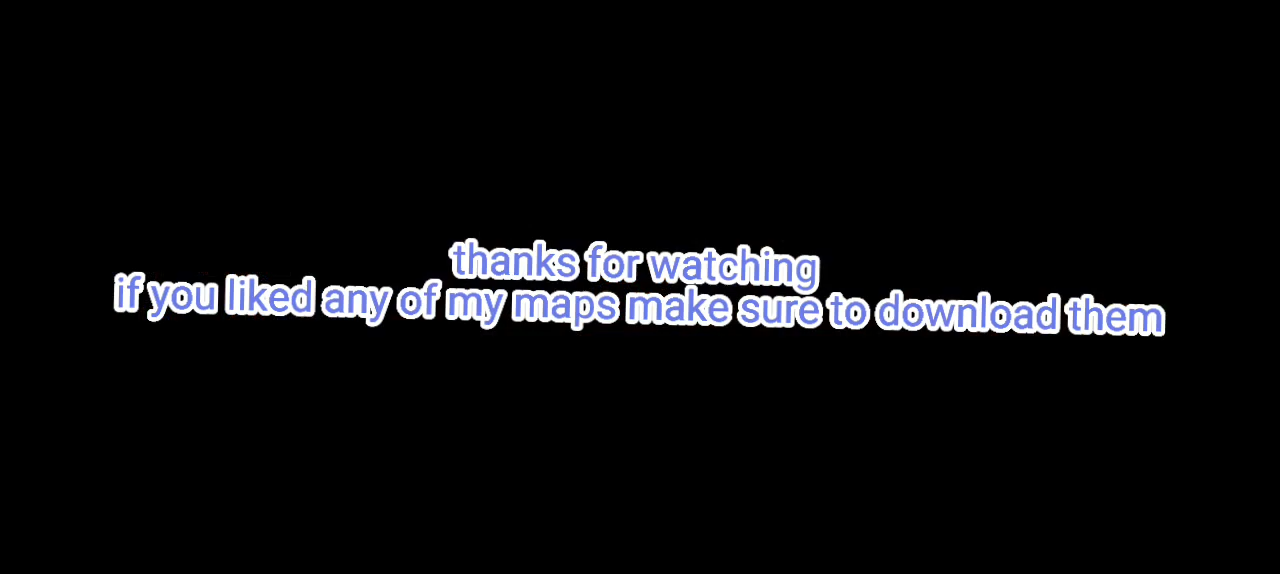 thanks for watching
if you liked any of my maps make sure to download them